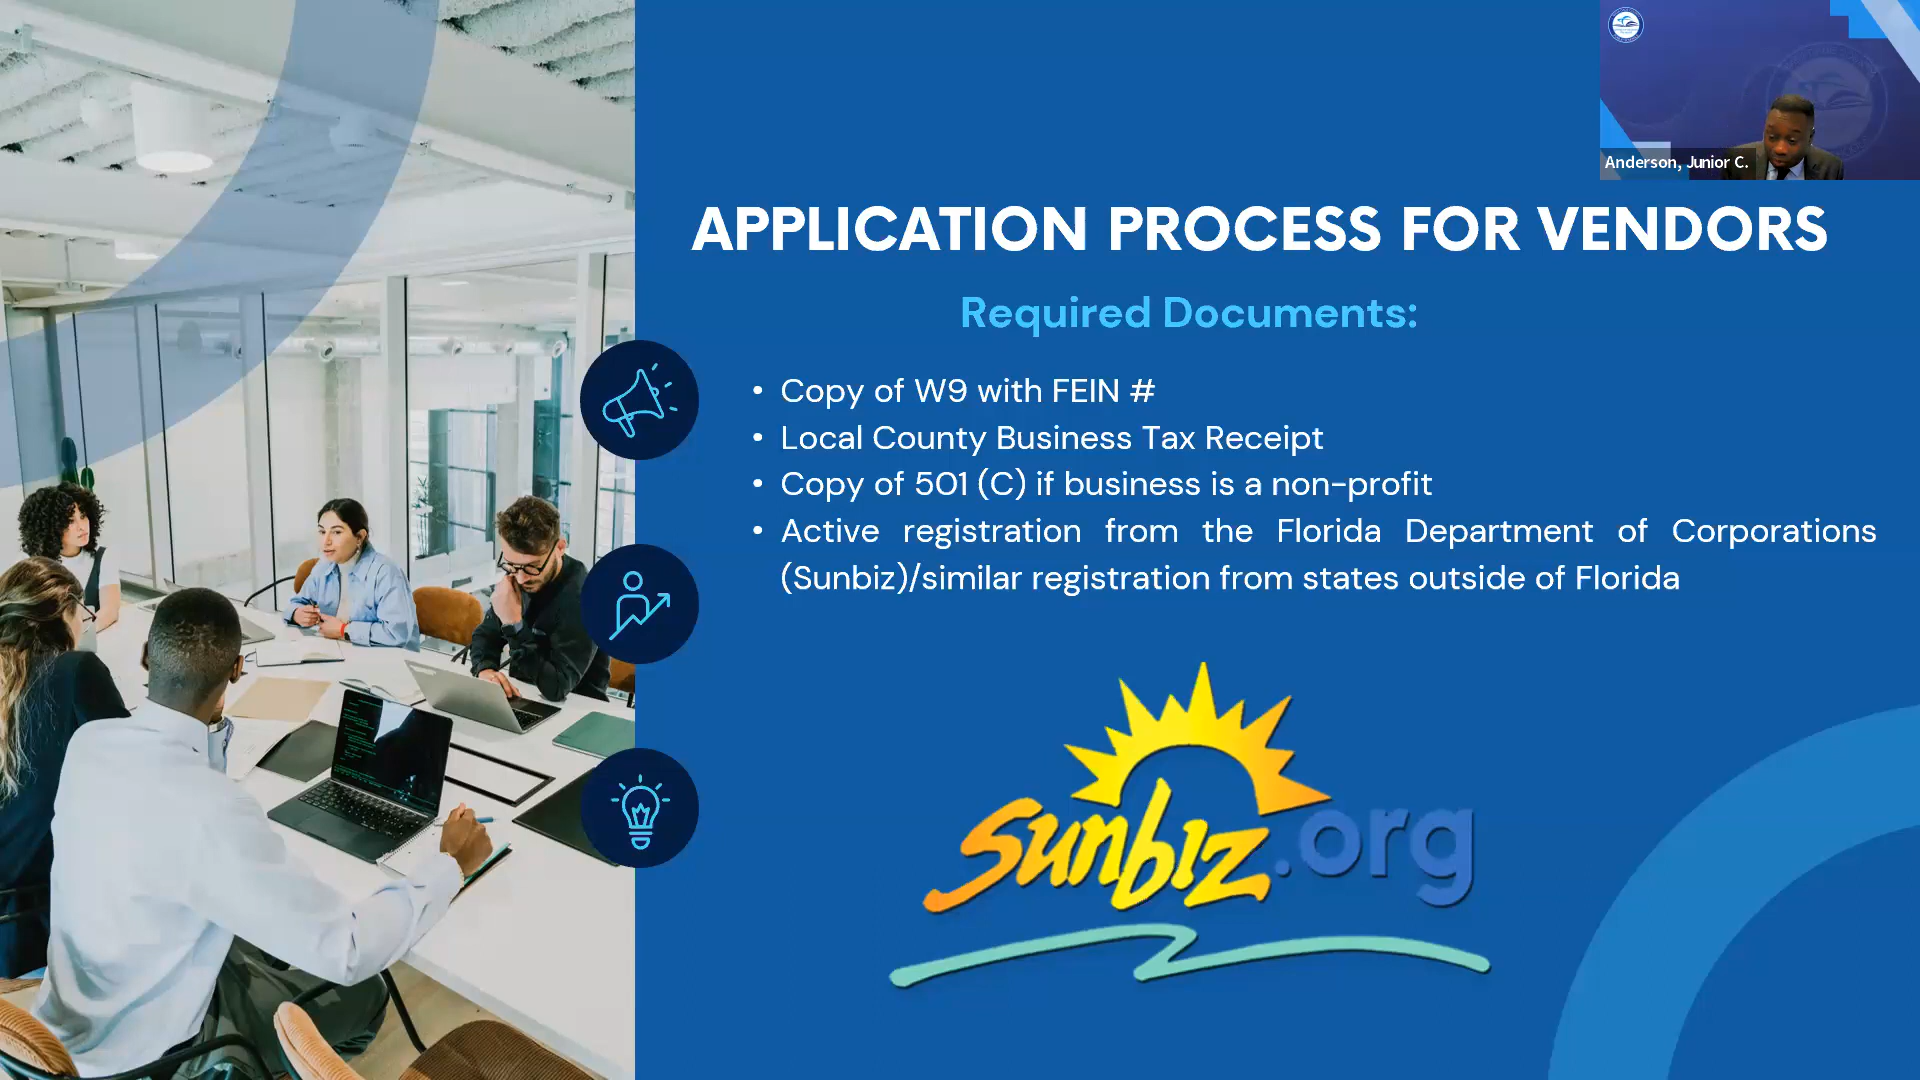 Anderson, Junior C.
APPLICATION PROCESS FOR VENDORS
Required Documents:
• Copy of W9 with FEIN #
• Local County Business Tax Receipt
• Copy of 501 (C) if business is a non-profit
• Active registration from the Florida Department of Corporations
(Sunbiz)/similar registration from states outside of Florida
sunbiz.org